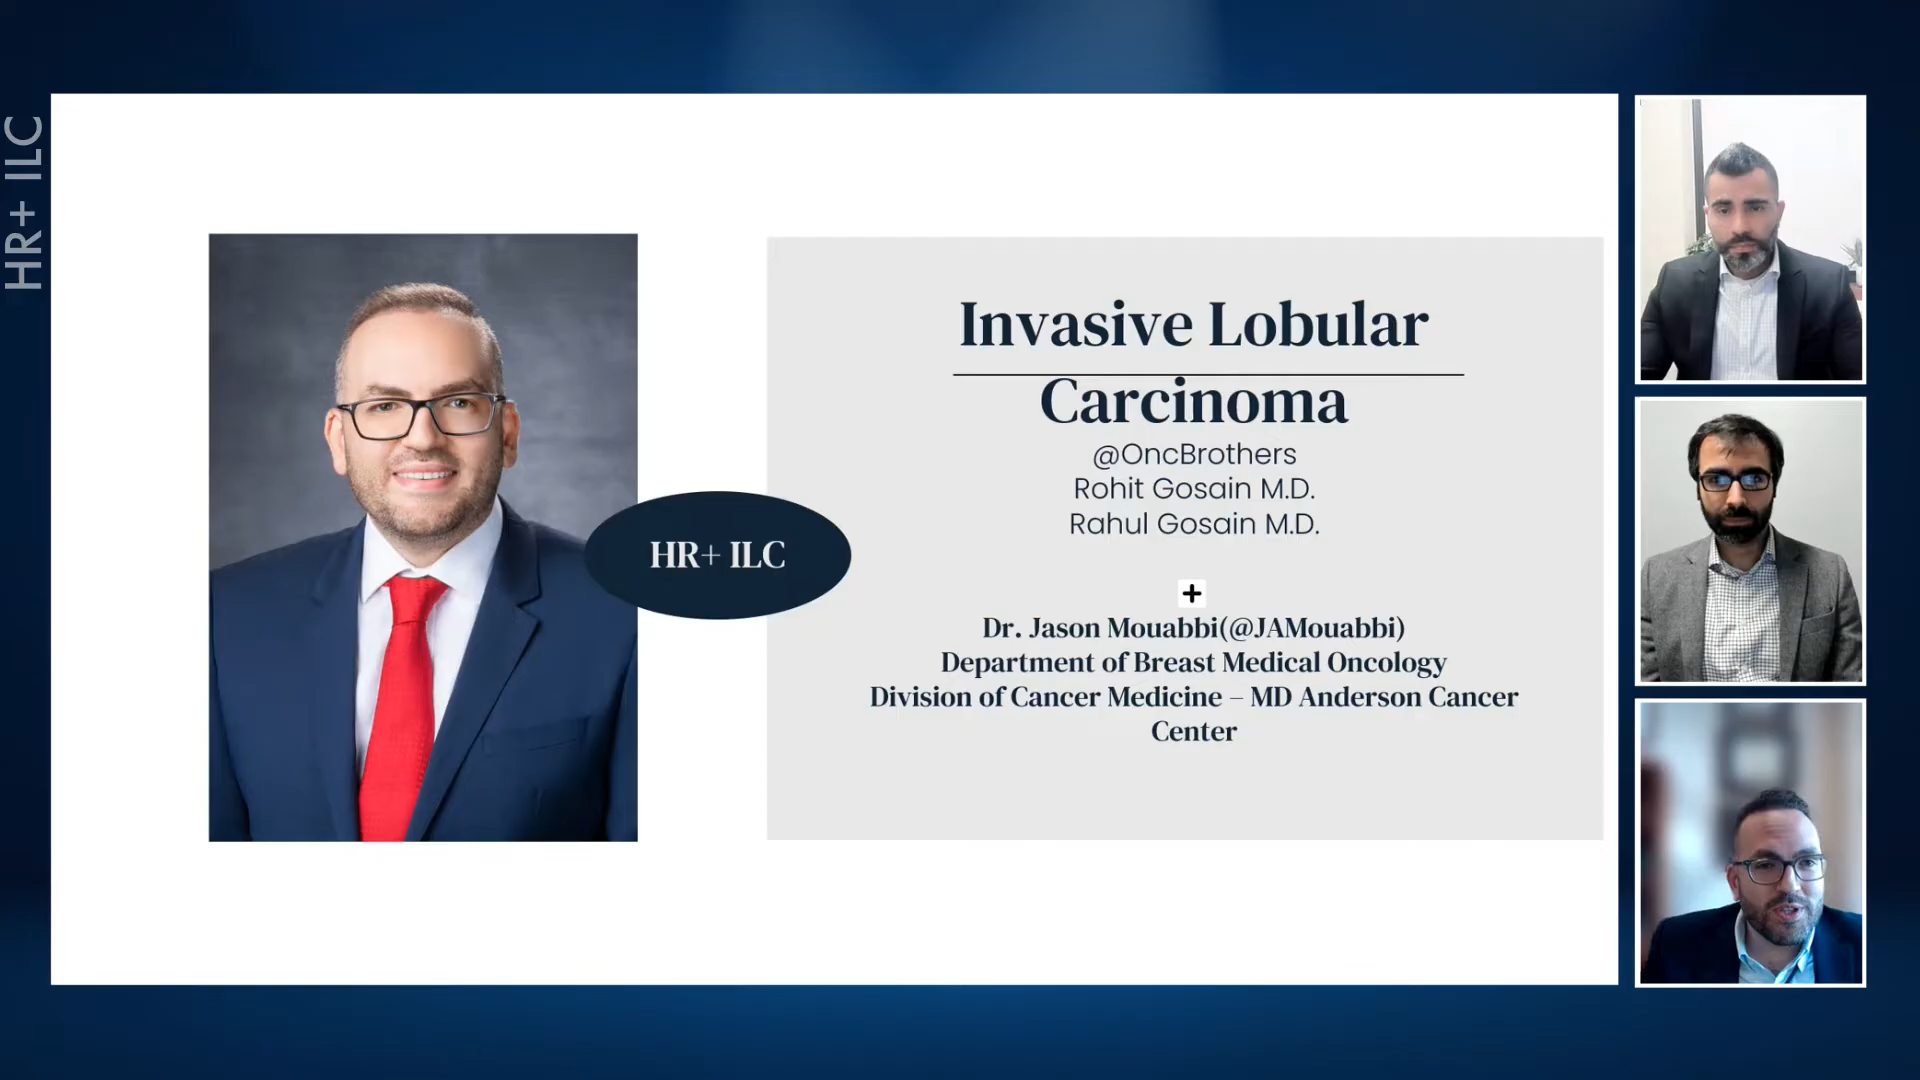 HR+ ILC
Invasive Lobular
Carcinoma
@OncBrothers
Rohit Gosain M.D.
Rahul Gosain M.D.
HR+ ILC
+
Dr. Jason Mouabbi(@JAMouabbi)
Department of Breast Medical Oncology
Division of Cancer Medicine – MD Anderson Cancer
Center